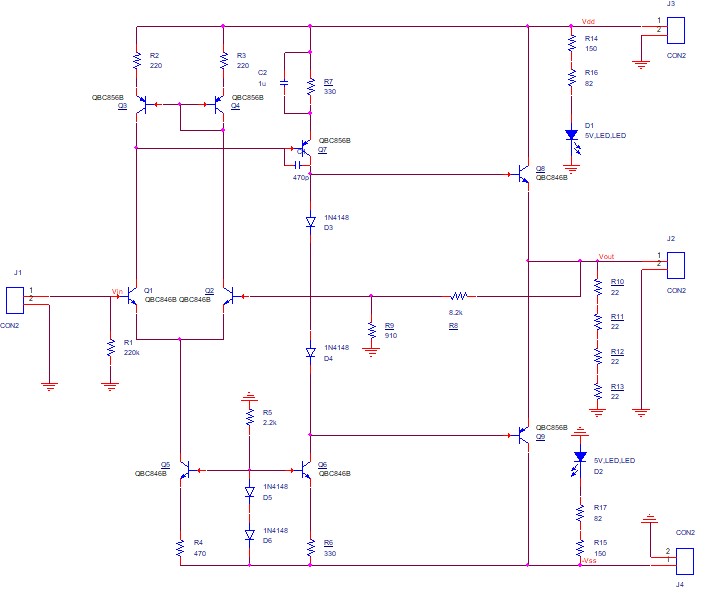 J3
Vdd
1
2
CON2
R2
220
R3
220
C2
1u
R7
330
R14
150
R16
82
QBC856B
Q3
QBC856B
Q4
D1
5V,LED,LED
QBC856B
Q7
C
470p
Q8
QBC846B
1N4148
D3
J2
Vout
1
2
CON2
J1
1
2
CON2
Vin
Q1
QBC846B
Q2
QBC846B
R10
22
8.2k
R8
R9
910
R11
22
R1
220k
1N4148
D4
R12
22
R13
22
R5
2.2k
QBC856B
Q9
Q5
QBC846B
Q6
QBC846B
5V,LED,LED
D2
1N4148
D5
1N4148
D6
R17
82
R4
470
R6
330
R15
150
-Vss
CON2
2
1
J4